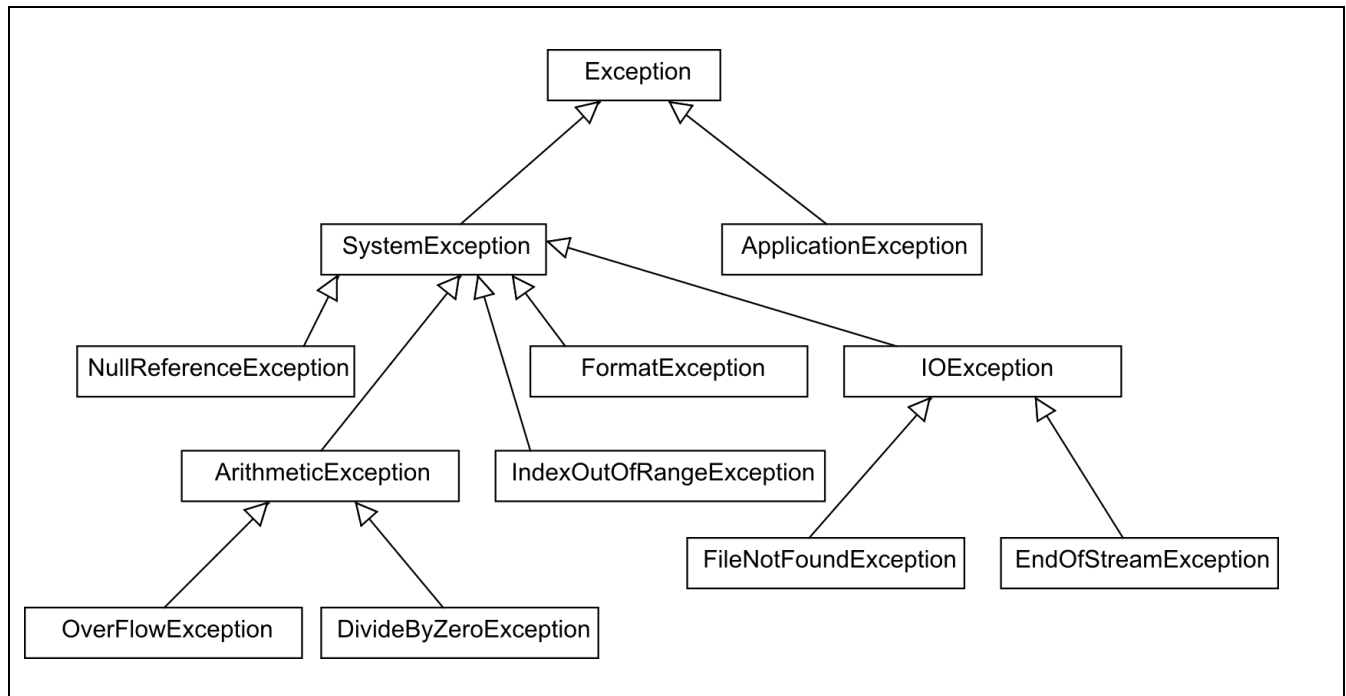 Exception
SystemException
ApplicationException
NullReferenceException
FormatException
IOException
ArithmeticException
IndexOutOfRangeException
FileNotFoundException
EndOfStreamException
OverFlowException
DivideByZeroException